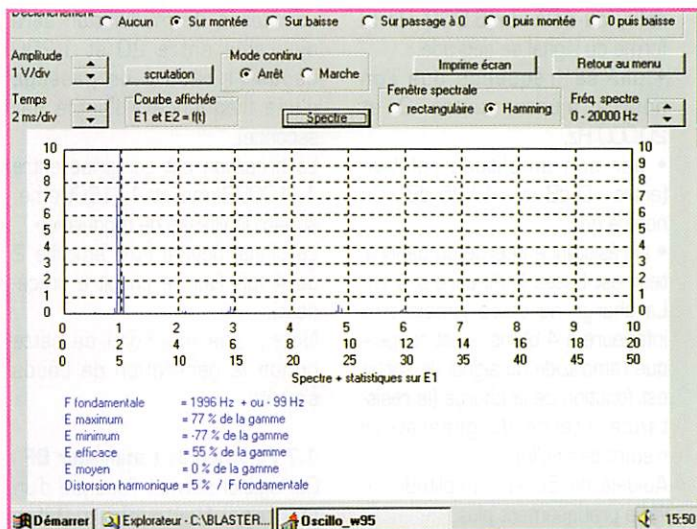 Déclenchement
Aucun Sur montée Sur baisse Sur passage à 0 0 puis montée 0 puis baisse
Amplitude
1 V/div
scrutation
Mode continu
Arrêt Marche
Imprime écran
Retour au menu
Temps
2 ms/div
Courbe affichée
E1 et E2 = f(t)
Spectre
Fenêtre spectrale
rectangulaire Hamming
Fréq. spectre
0 - 20000 Hz
10 10
9 9
8 8
7 7
6 6
5 5
4 4
3 3
2 2
1 1
0 0
0 1 2 3 4 5 6 7 8 9 10
0 2 4 6 8 10 12 14 16 18 20
0 5 10 15 20 25 30 35 40 45 50
Spectre + statistiques sur E1
F fondamentale = 1996 Hz + ou - 99 Hz
E maximum = 77 % de la gamme
E minimum = -77 % de la gamme
E efficace = 55 % de la gamme
E moyen = 0 % de la gamme
Distorsion harmonique = 5 % / F fondamentale
Démarrer Explorateur - C:\BLASTER... Oscillo_w95 15:50